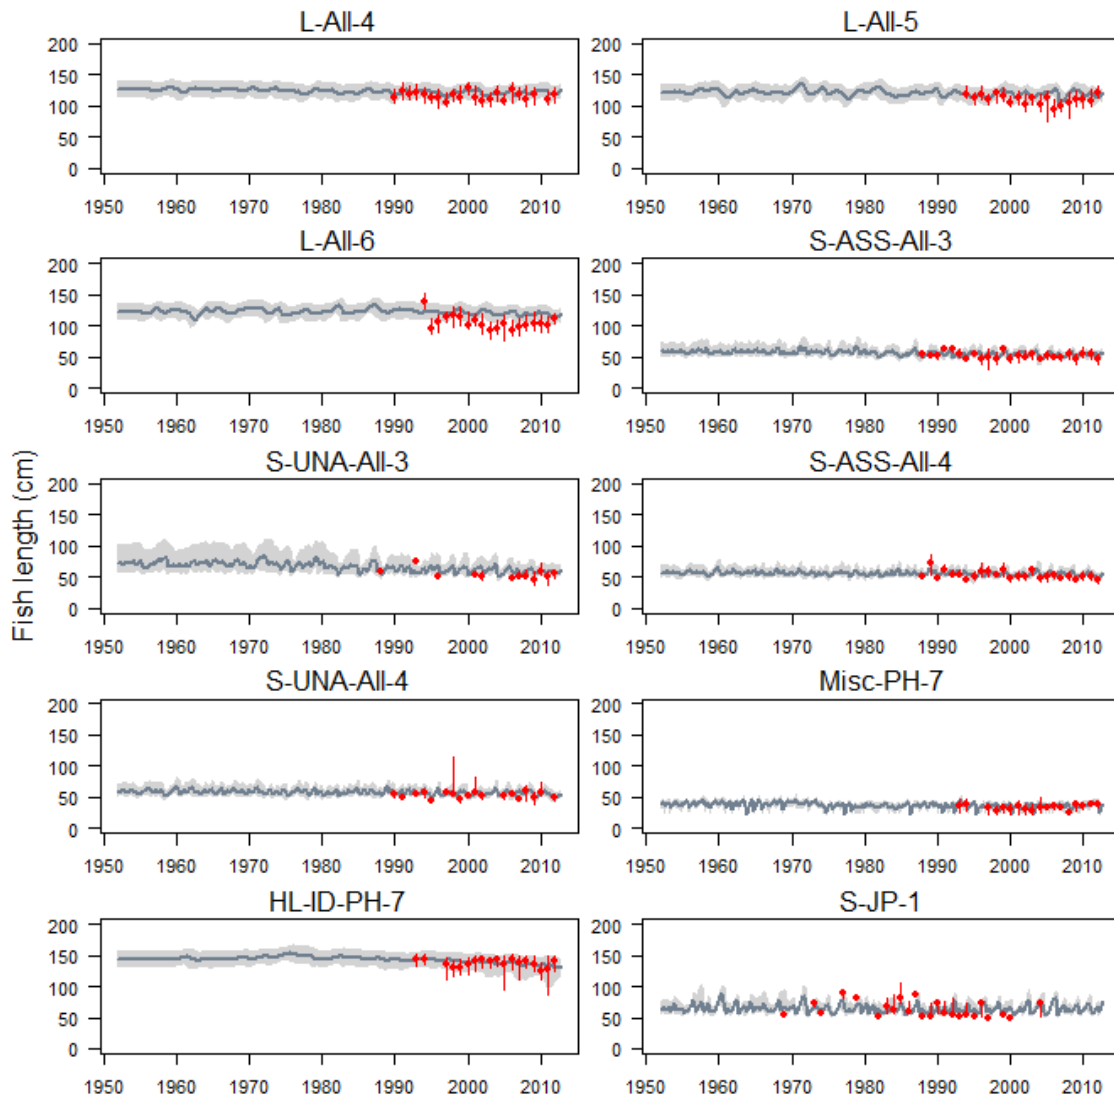 L-All-4 L-All-5
200 200
150 150
100 100
50 50
0 0
1950 1960 1970 1980 1990 2000 2010 1950 1960 1970 1980 1990 2000 2010
L-All-6 S-ASS-All-3
200 200
150 150
100 100
50 50
0 0
1950 1960 1970 1980 1990 2000 2010 1950 1960 1970 1980 1990 2000 2010
Fish length (cm)
S-UNA-All-3 S-ASS-All-4
200 200
150 150
100 100
50 50
0 0
1950 1960 1970 1980 1990 2000 2010 1950 1960 1970 1980 1990 2000 2010
S-UNA-All-4 Misc-PH-7
200 200
150 150
100 100
50 50
0 0
1950 1960 1970 1980 1990 2000 2010 1950 1960 1970 1980 1990 2000 2010
HL-ID-PH-7 S-JP-1
200 200
150 150
100 100
50 50
0 0
1950 1960 1970 1980 1990 2000 2010 1950 1960 1970 1980 1990 2000 2010